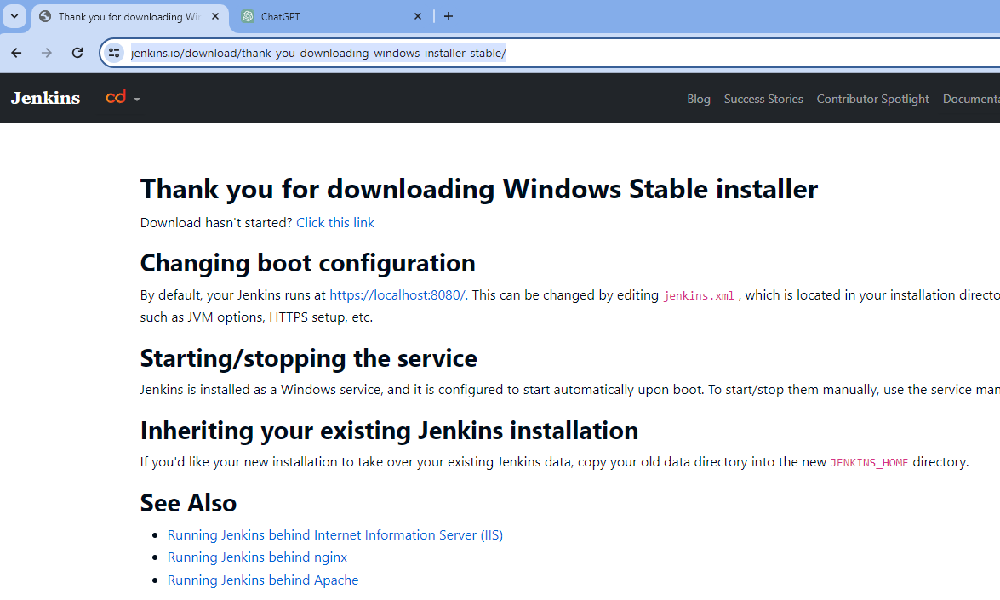 Thank you for downloading Wi
ChatGPT
jenkins.io/download/thank-you-downloading-windows-installer-stable/
Jenkins
cd
Blog
Success Stories
Contributor Spotlight
Documenta
Thank you for downloading Windows Stable installer
Download hasn't started? Click this link
Changing boot configuration
By default, your Jenkins runs at https://localhost:8080/. This can be changed by editing jenkins.xml , which is located in your installation directo
such as JVM options, HTTPS setup, etc.
Starting/stopping the service
Jenkins is installed as a Windows service, and it is configured to start automatically upon boot. To start/stop them manually, use the service man
Inheriting your existing Jenkins installation
If you'd like your new installation to take over your existing Jenkins data, copy your old data directory into the new JENKINS_HOME directory.
See Also
Running Jenkins behind Internet Information Server (IIS)
Running Jenkins behind nginx
Running Jenkins behind Apache